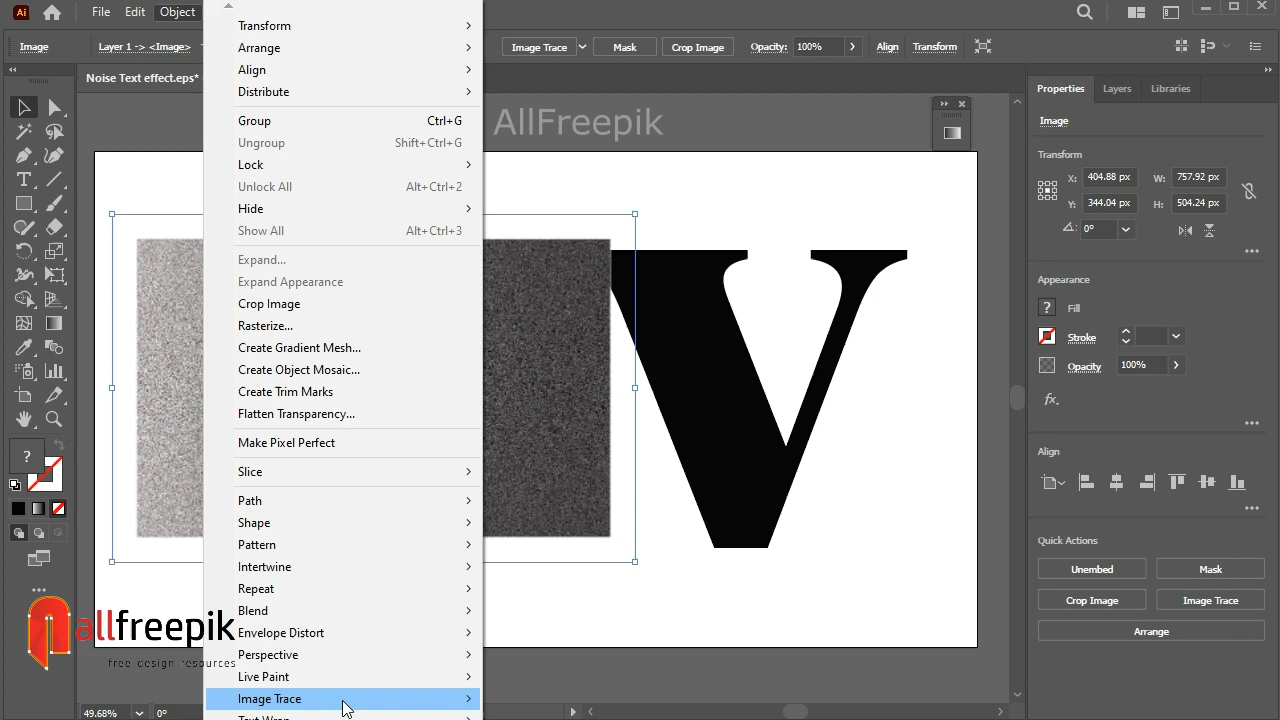 Ai File Edit Object
Image Layer 1 -> <Image> Image Trace Mask Crop Image Opacity: 100% Align Transform
Noise Text effect.eps*
AllFreepik
Transform
Arrange
Align
Distribute
Group Ctrl+G
Ungroup Shift+Ctrl+G
Lock
Unlock All Alt+Ctrl+2
Hide
Show All Alt+Ctrl+3
Expand...
Expand Appearance
Crop Image
Rasterize...
Create Gradient Mesh...
Create Object Mosaic...
Create Trim Marks
Flatten Transparency...
Make Pixel Perfect
Slice
Path
Shape
Pattern
Intertwine
Repeat
Blend
Envelope Distort
Perspective
Live Paint
Image Trace
Text Wrap
V
allfreepik
free design resources
49.68% 0°
Properties Layers Libraries
Image
Transform
X: 404.88 px W: 757.92 px
Y: 344.04 px H: 504.24 px
0°
Appearance
? Fill
Stroke
Opacity 100%
fx.
Align
Quick Actions
Unembed Mask
Crop Image Image Trace
Arrange